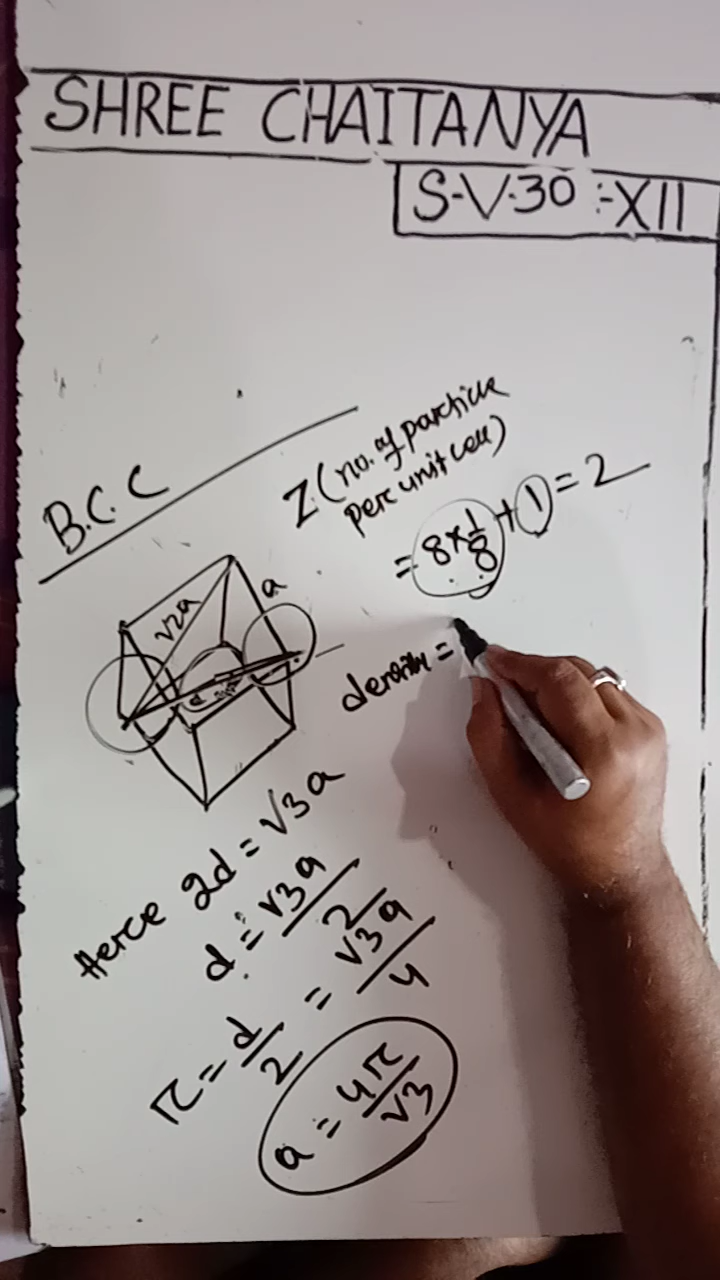 SHREE CHAITANYA
S-V-30 :-XII
B.C.C
Z (no. of particle
per unit cell)
= 8×1/8 + 1 = 2
a
√2a
density =
Here 2d = √3a
d = √3a/2
r = d/2 = √3a/4
a = 4r/√3